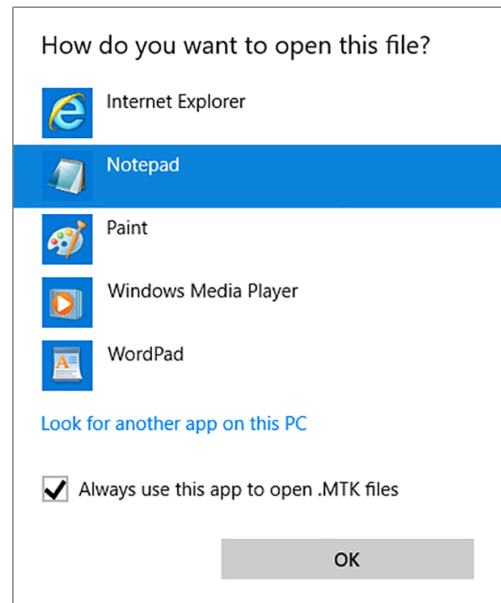 How do you want to open this file?
Internet Explorer
Notepad
Paint
Windows Media Player
WordPad
Look for another app on this PC
Always use this app to open .MTK files
OK